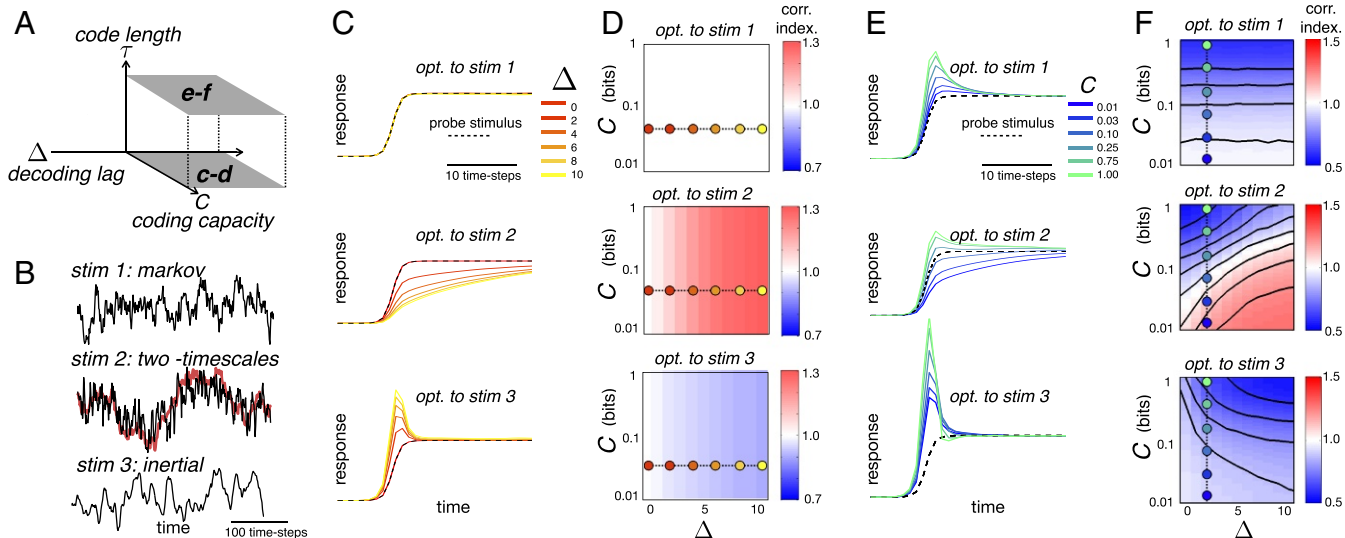 A
code length
τ
e-f
Δ
decoding lag
c-d
C
coding capacity
B
stim 1: markov
stim 2: two -timescales
stim 3: inertial
time
100 time-steps
C
response
opt. to stim 1
probe stimulus
10 time-steps
Δ
0
2
4
6
8
10
response
opt. to stim 2
response
opt. to stim 3
time
D
opt. to stim 1
corr.
index.
C (bits)
1
0.1
0.01
1.3
1.0
0.7
opt. to stim 2
C (bits)
1
0.1
0.01
1.3
1.0
0.7
opt. to stim 3
C (bits)
1
0.1
0.01
0
5
10
Δ
1.3
1.0
0.7
E
response
opt. to stim 1
probe stimulus
10 time-steps
C
0.01
0.03
0.10
0.25
0.75
1.00
response
opt. to stim 2
response
opt. to stim 3
time
F
opt. to stim 1
corr.
index.
C (bits)
1
0.1
0.01
1.5
1.0
0.5
opt. to stim 2
C (bits)
1
0.1
0.01
1.5
1.0
0.5
opt. to stim 3
C (bits)
1
0.1
0.01
0
5
10
Δ
1.5
1.0
0.5